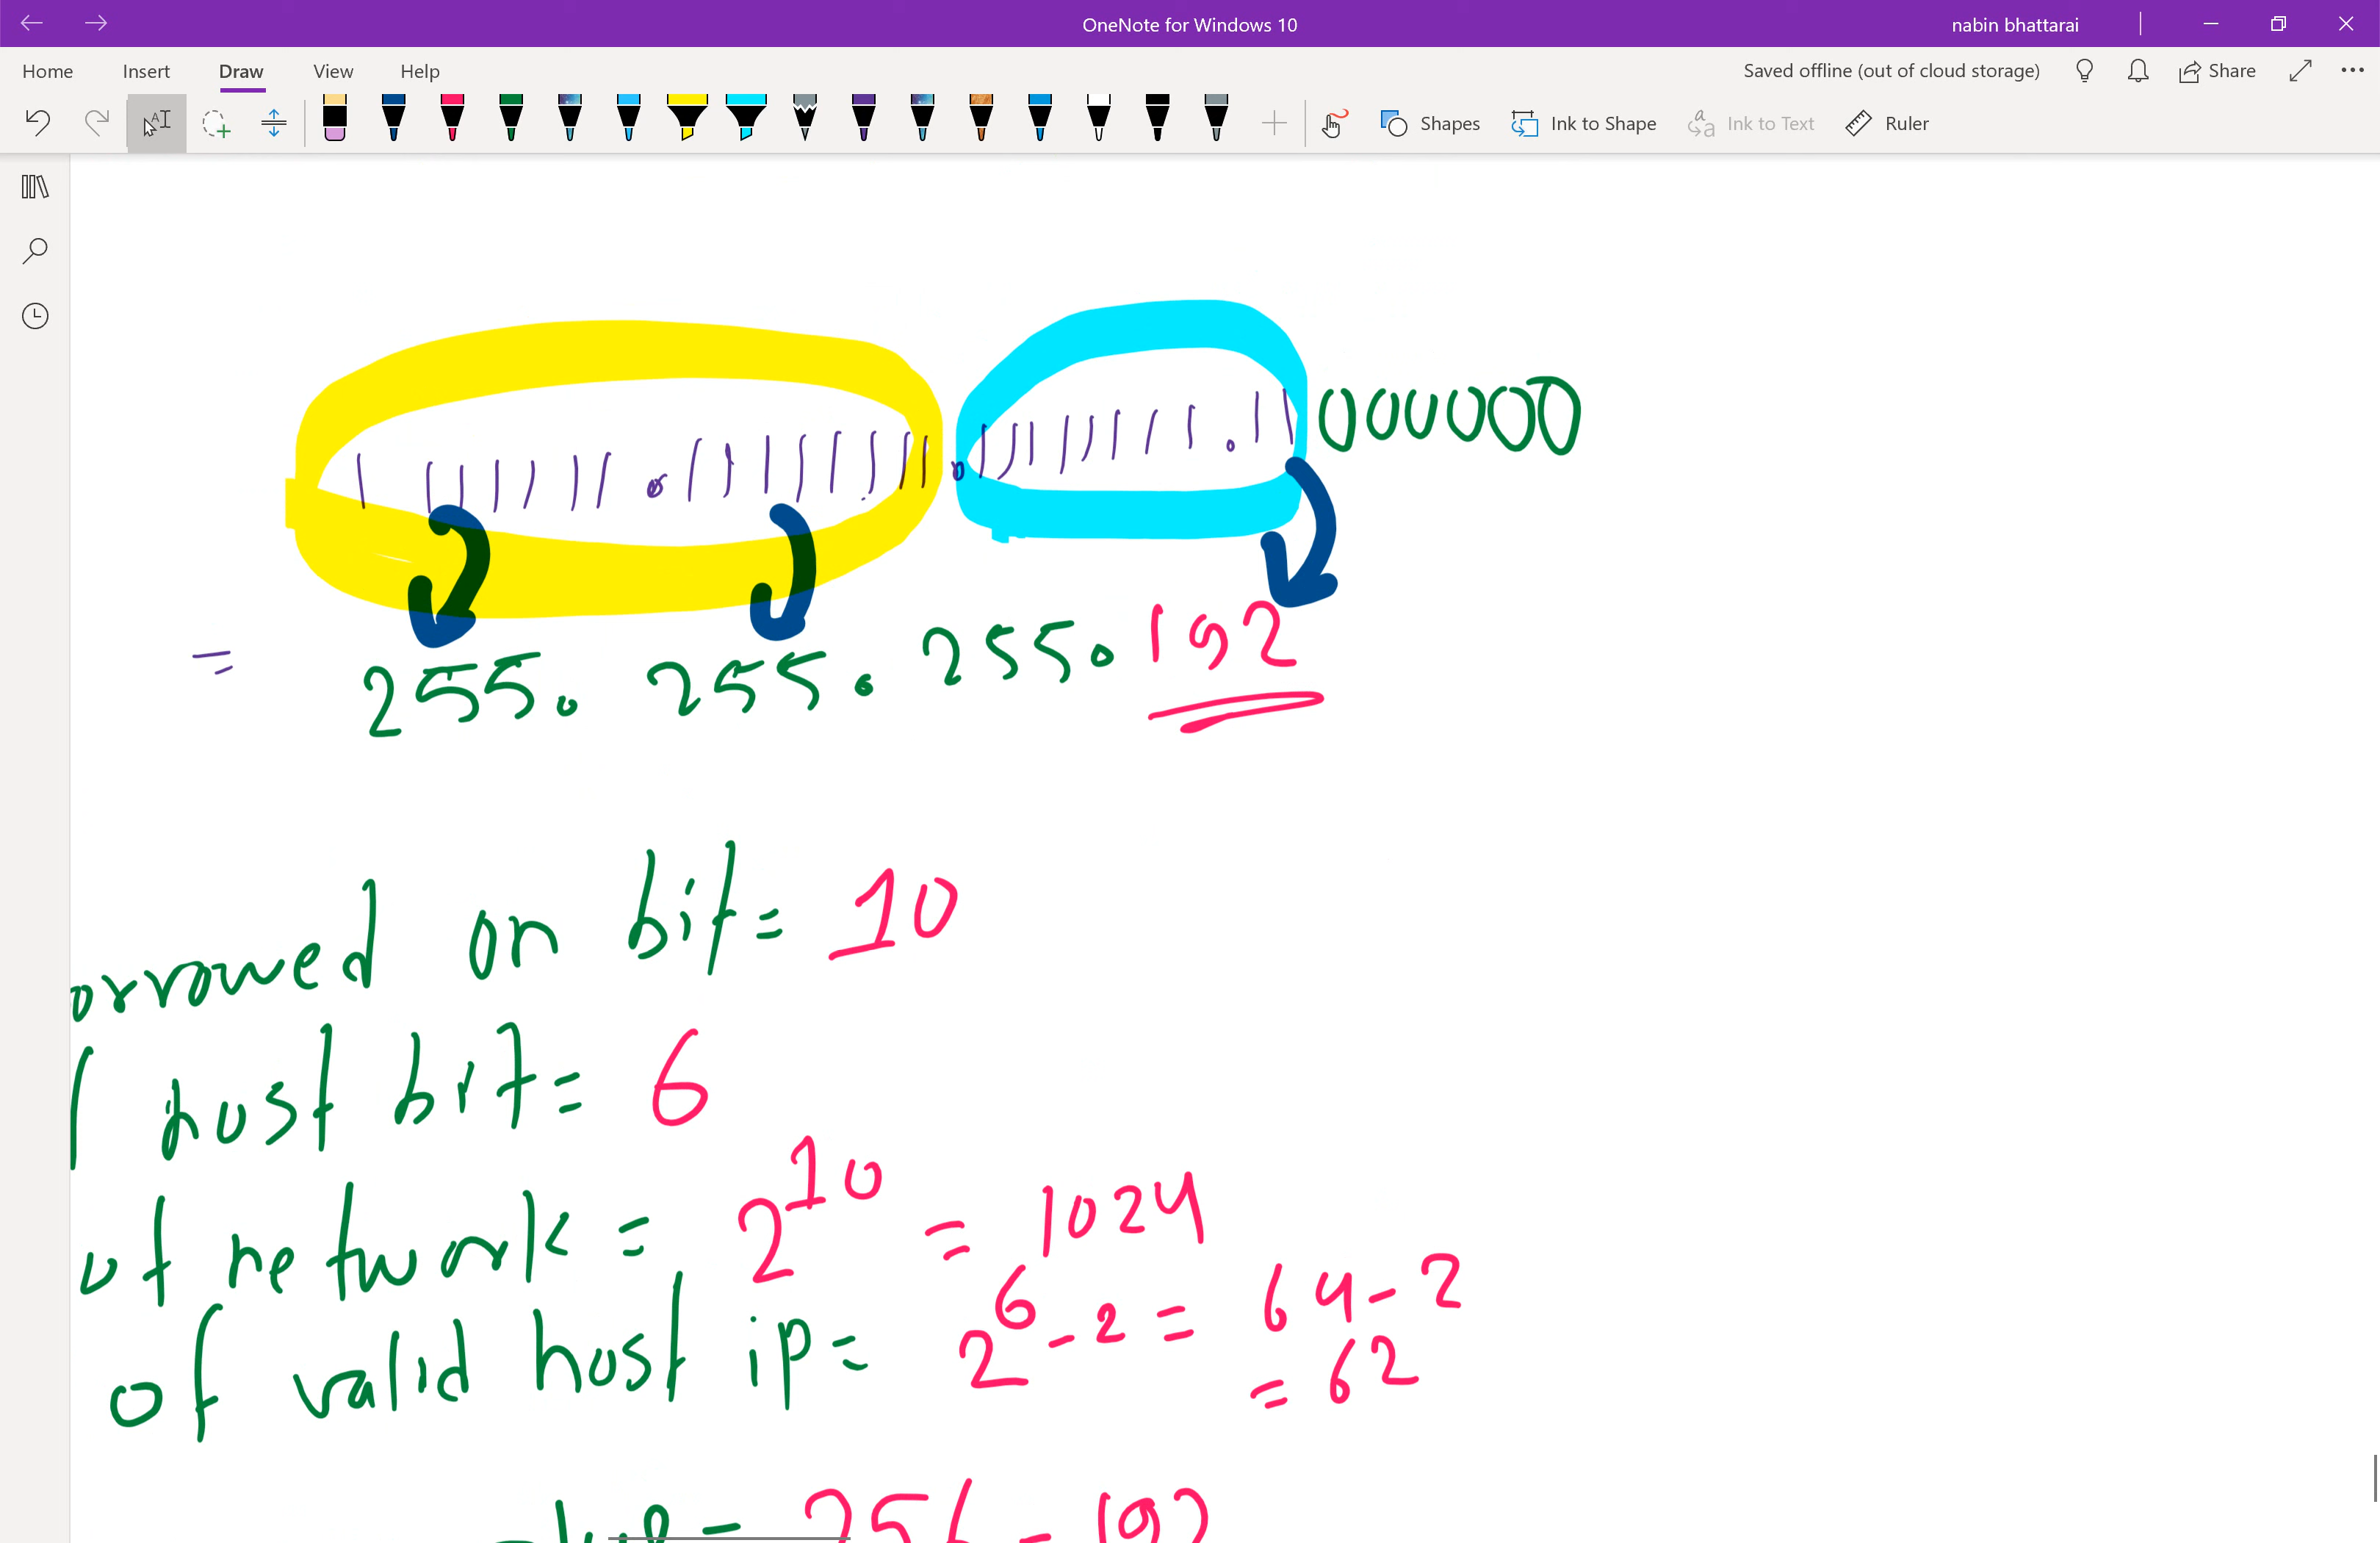 OneNote for Windows 10
nabin bhattarai
Home Insert Draw View Help
Saved offline (out of cloud storage)
Share
Shapes
Ink to Shape
Ink to Text
Ruler
11111111.11111111.11111111.11000000
= 255.255.255.192
orrowed on bit= 10
host bit= 6
of network = 2^10 = 1024
of valid host ip= 2^6-2 = 64-2
= 62
= 256 - 192